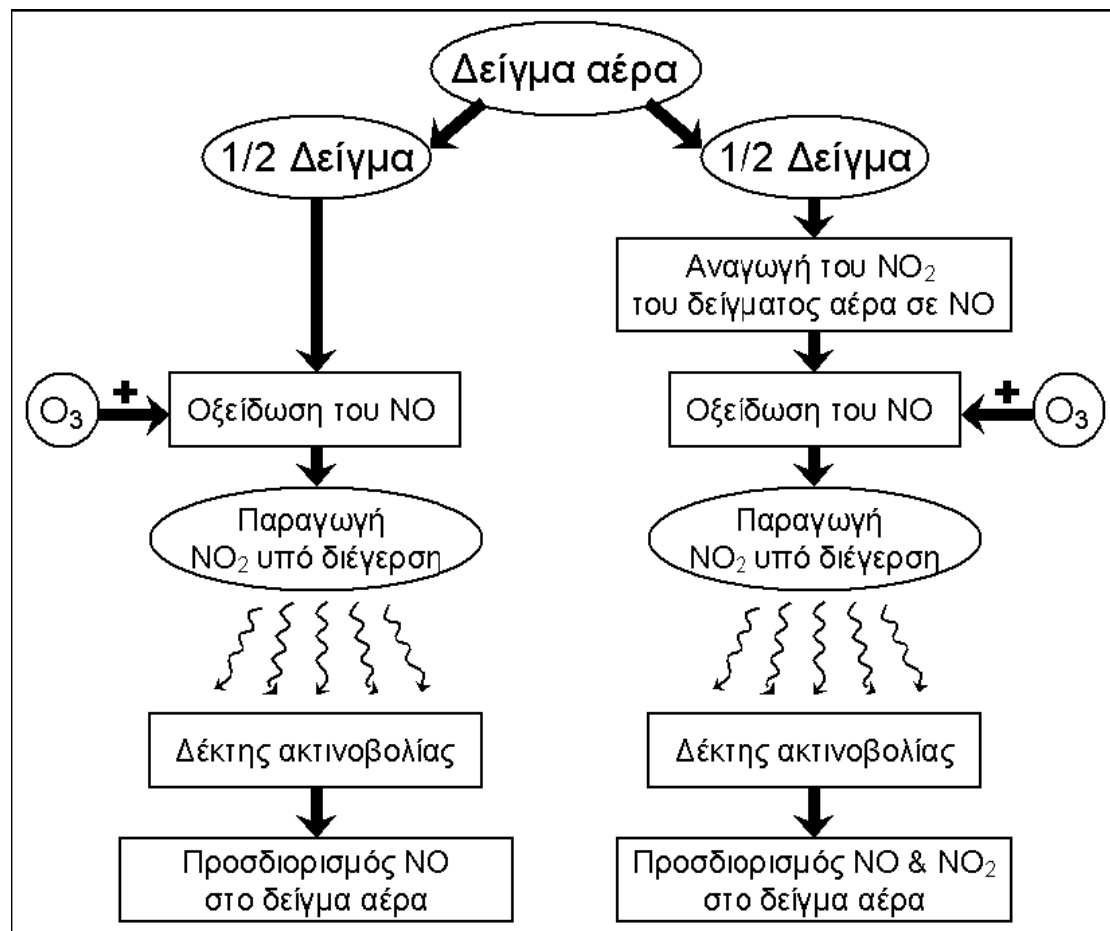 Δείγμα αέρα
1/2 Δείγμα
1/2 Δείγμα
Αναγωγή του NO₂
του δείγματος αέρα σε NO
O₃
+
Οξείδωση του NO
Οξείδωση του NO
+
O₃
Παραγωγή
NO₂ υπό διέγερση
Παραγωγή
NO₂ υπό διέγερση
Δέκτης ακτινοβολίας
Δέκτης ακτινοβολίας
Προσδιορισμός NO
στο δείγμα αέρα
Προσδιορισμός NO & NO₂
στο δείγμα αέρα